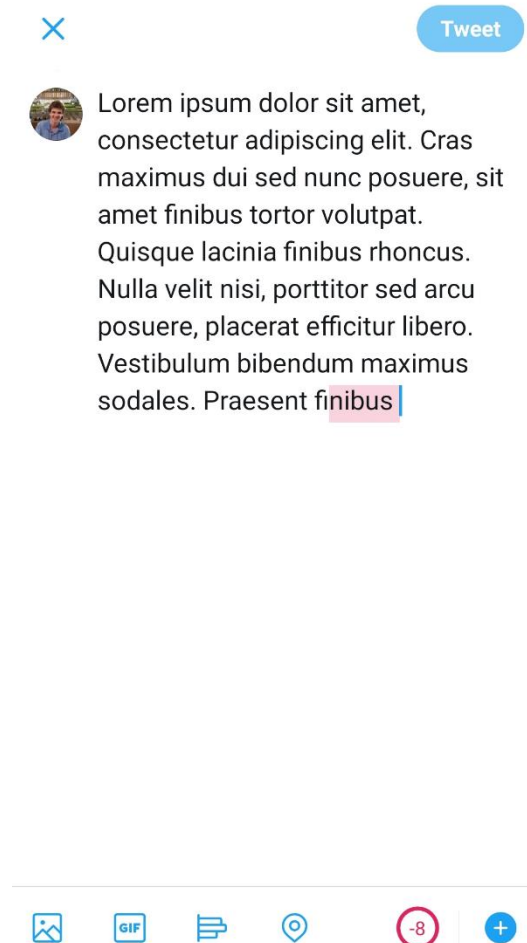 Tweet
Lorem ipsum dolor sit amet,
consectetur adipiscing elit. Cras
maximus dui sed nunc posuere, sit
amet finibus tortor volutpat.
Quisque lacinia finibus rhoncus.
Nulla velit nisi, porttitor sed arcu
posuere, placerat efficitur libero.
Vestibulum bibendum maximus
sodales. Praesent finibus
GIF
-8